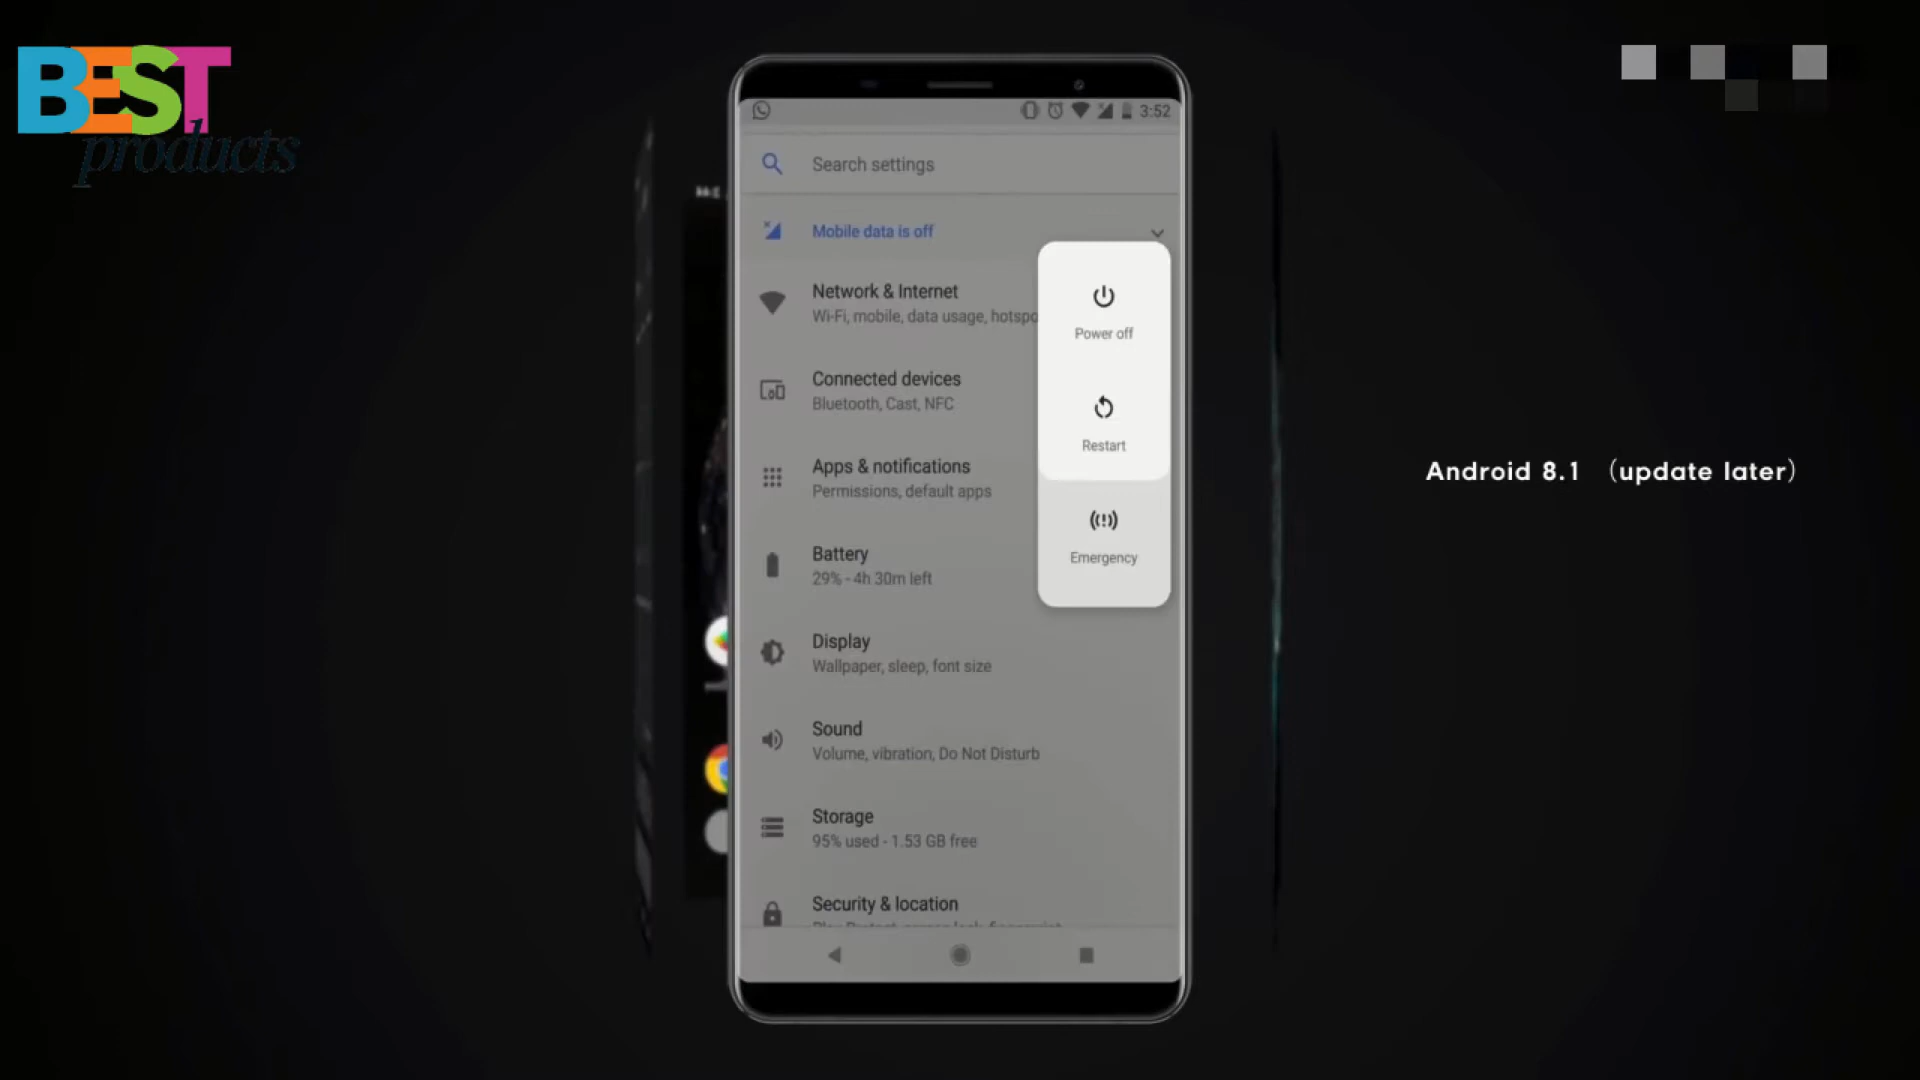 BEST
products
3:52
Search settings
Mobile data is off
Network & Internet
Wi-Fi, mobile, data usage, hotspo
Power off
Connected devices
Bluetooth, Cast, NFC
Restart
Apps & notifications
Permissions, default apps
Android 8.1 (update later)
Emergency
Battery
29% - 4h 30m left
Display
Wallpaper, sleep, font size
Sound
Volume, vibration, Do Not Disturb
Storage
95% used - 1.53 GB free
Security & location